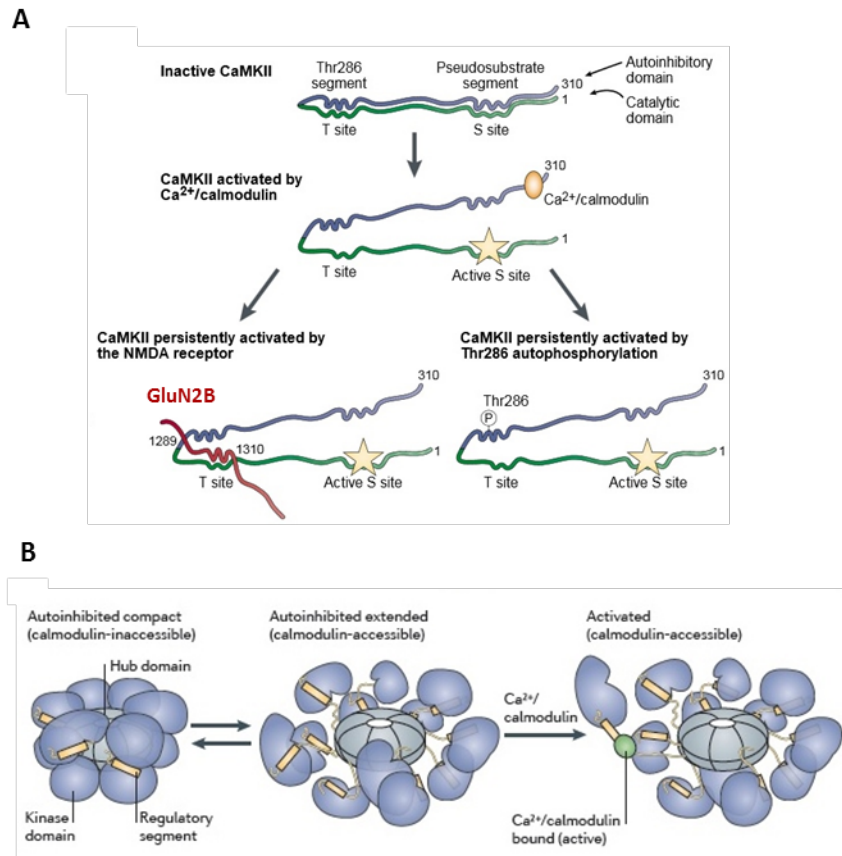 A
Inactive CaMKII
Thr286
segment
Pseudosubstrate
segment
310
1
Autoinhibitory
domain
Catalytic
domain
T site
S site
CaMKII activated by
Ca2+/calmodulin
310
Ca2+/calmodulin
1
T site
Active S site
CaMKII persistently activated by
the NMDA receptor
GluN2B
310
1289
1310
1
T site
Active S site
CaMKII persistently activated by
Thr286 autophosphorylation
310
Thr286
P
1
T site
Active S site
B
Autoinhibited compact
(calmodulin-inaccessible)
Hub domain
Kinase
domain
Regulatory
segment
Autoinhibited extended
(calmodulin-accessible)
Ca2+/
calmodulin
Activated
(calmodulin-accessible)
Ca2+/calmodulin
bound (active)